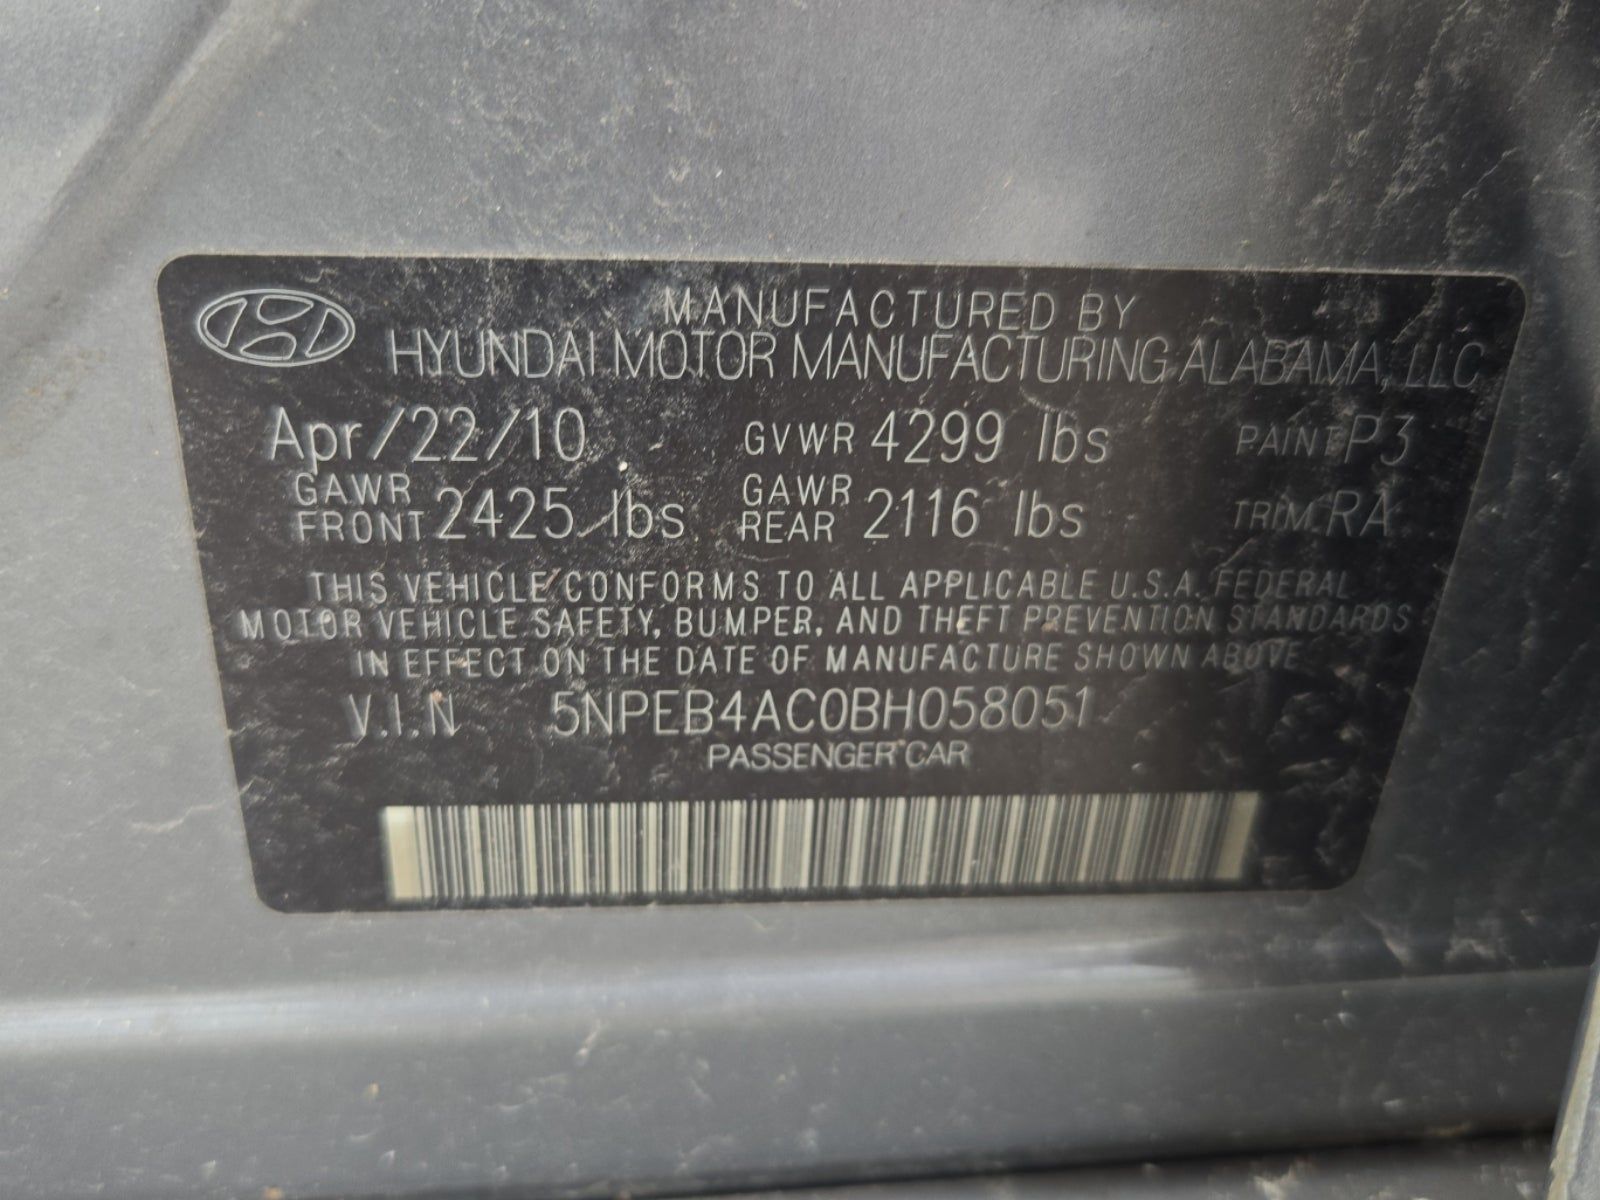 MANUFACTURED BY
HYUNDAI MOTOR MANUFACTURING ALABAMA, LLC
Apr/22/10 GVWR 4299 lbs PAINT P3
GAWR FRONT 2425 lbs GAWR REAR 2116 lbs TRIM RA
THIS VEHICLE CONFORMS TO ALL APPLICABLE U.S.A. FEDERAL
MOTOR VEHICLE SAFETY, BUMPER, AND THEFT PREVENTION STANDARDS
IN EFFECT ON THE DATE OF MANUFACTURE SHOWN ABOVE
V.I.N 5NPEB4AC0BH058051
PASSENGER CAR